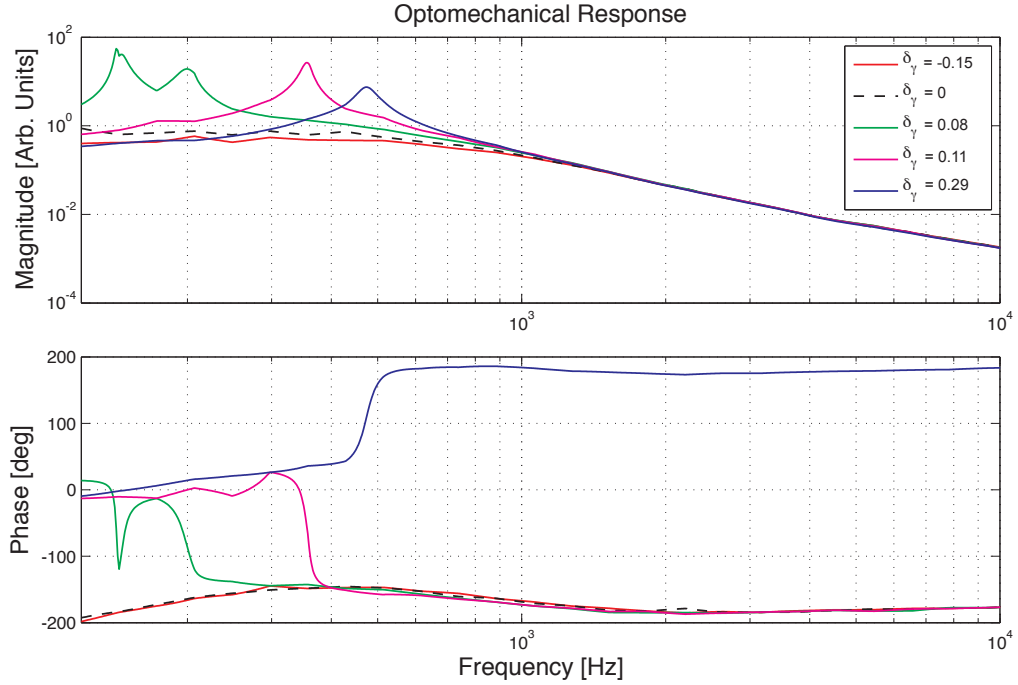 Optomechanical Response
Magnitude [Arb. Units]
10^2
10^0
10^-2
10^-4
δ_γ = -0.15
δ_γ = 0
δ_γ = 0.08
δ_γ = 0.11
δ_γ = 0.29
10^3
10^4
Phase [deg]
200
100
0
-100
-200
10^3
10^4
Frequency [Hz]